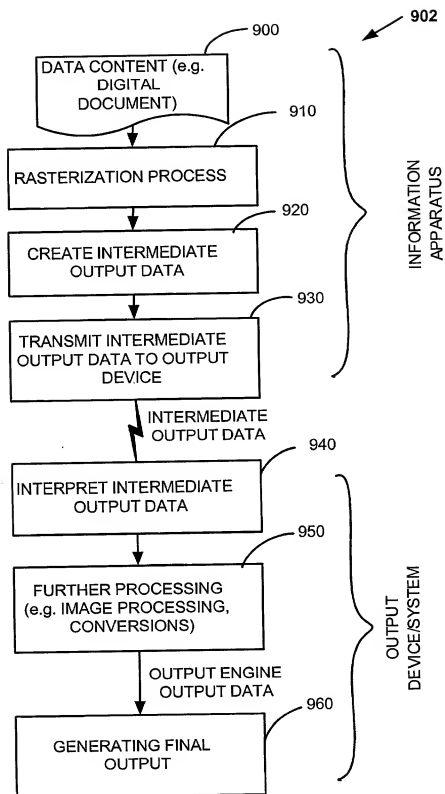 902
900
DATA CONTENT (e.g.
DIGITAL
DOCUMENT)
910
RASTERIZATION PROCESS
920
CREATE INTERMEDIATE
OUTPUT DATA
930
TRANSMIT INTERMEDIATE
OUTPUT DATA TO OUTPUT
DEVICE
INFORMATION
APPARATUS
INTERMEDIATE
OUTPUT DATA
940
INTERPRET INTERMEDIATE
OUTPUT DATA
950
FURTHER PROCESSING
(e.g. IMAGE PROCESSING,
CONVERSIONS)
OUTPUT ENGINE
OUTPUT DATA
960
GENERATING FINAL
OUTPUT
OUTPUT
DEVICE/SYSTEM